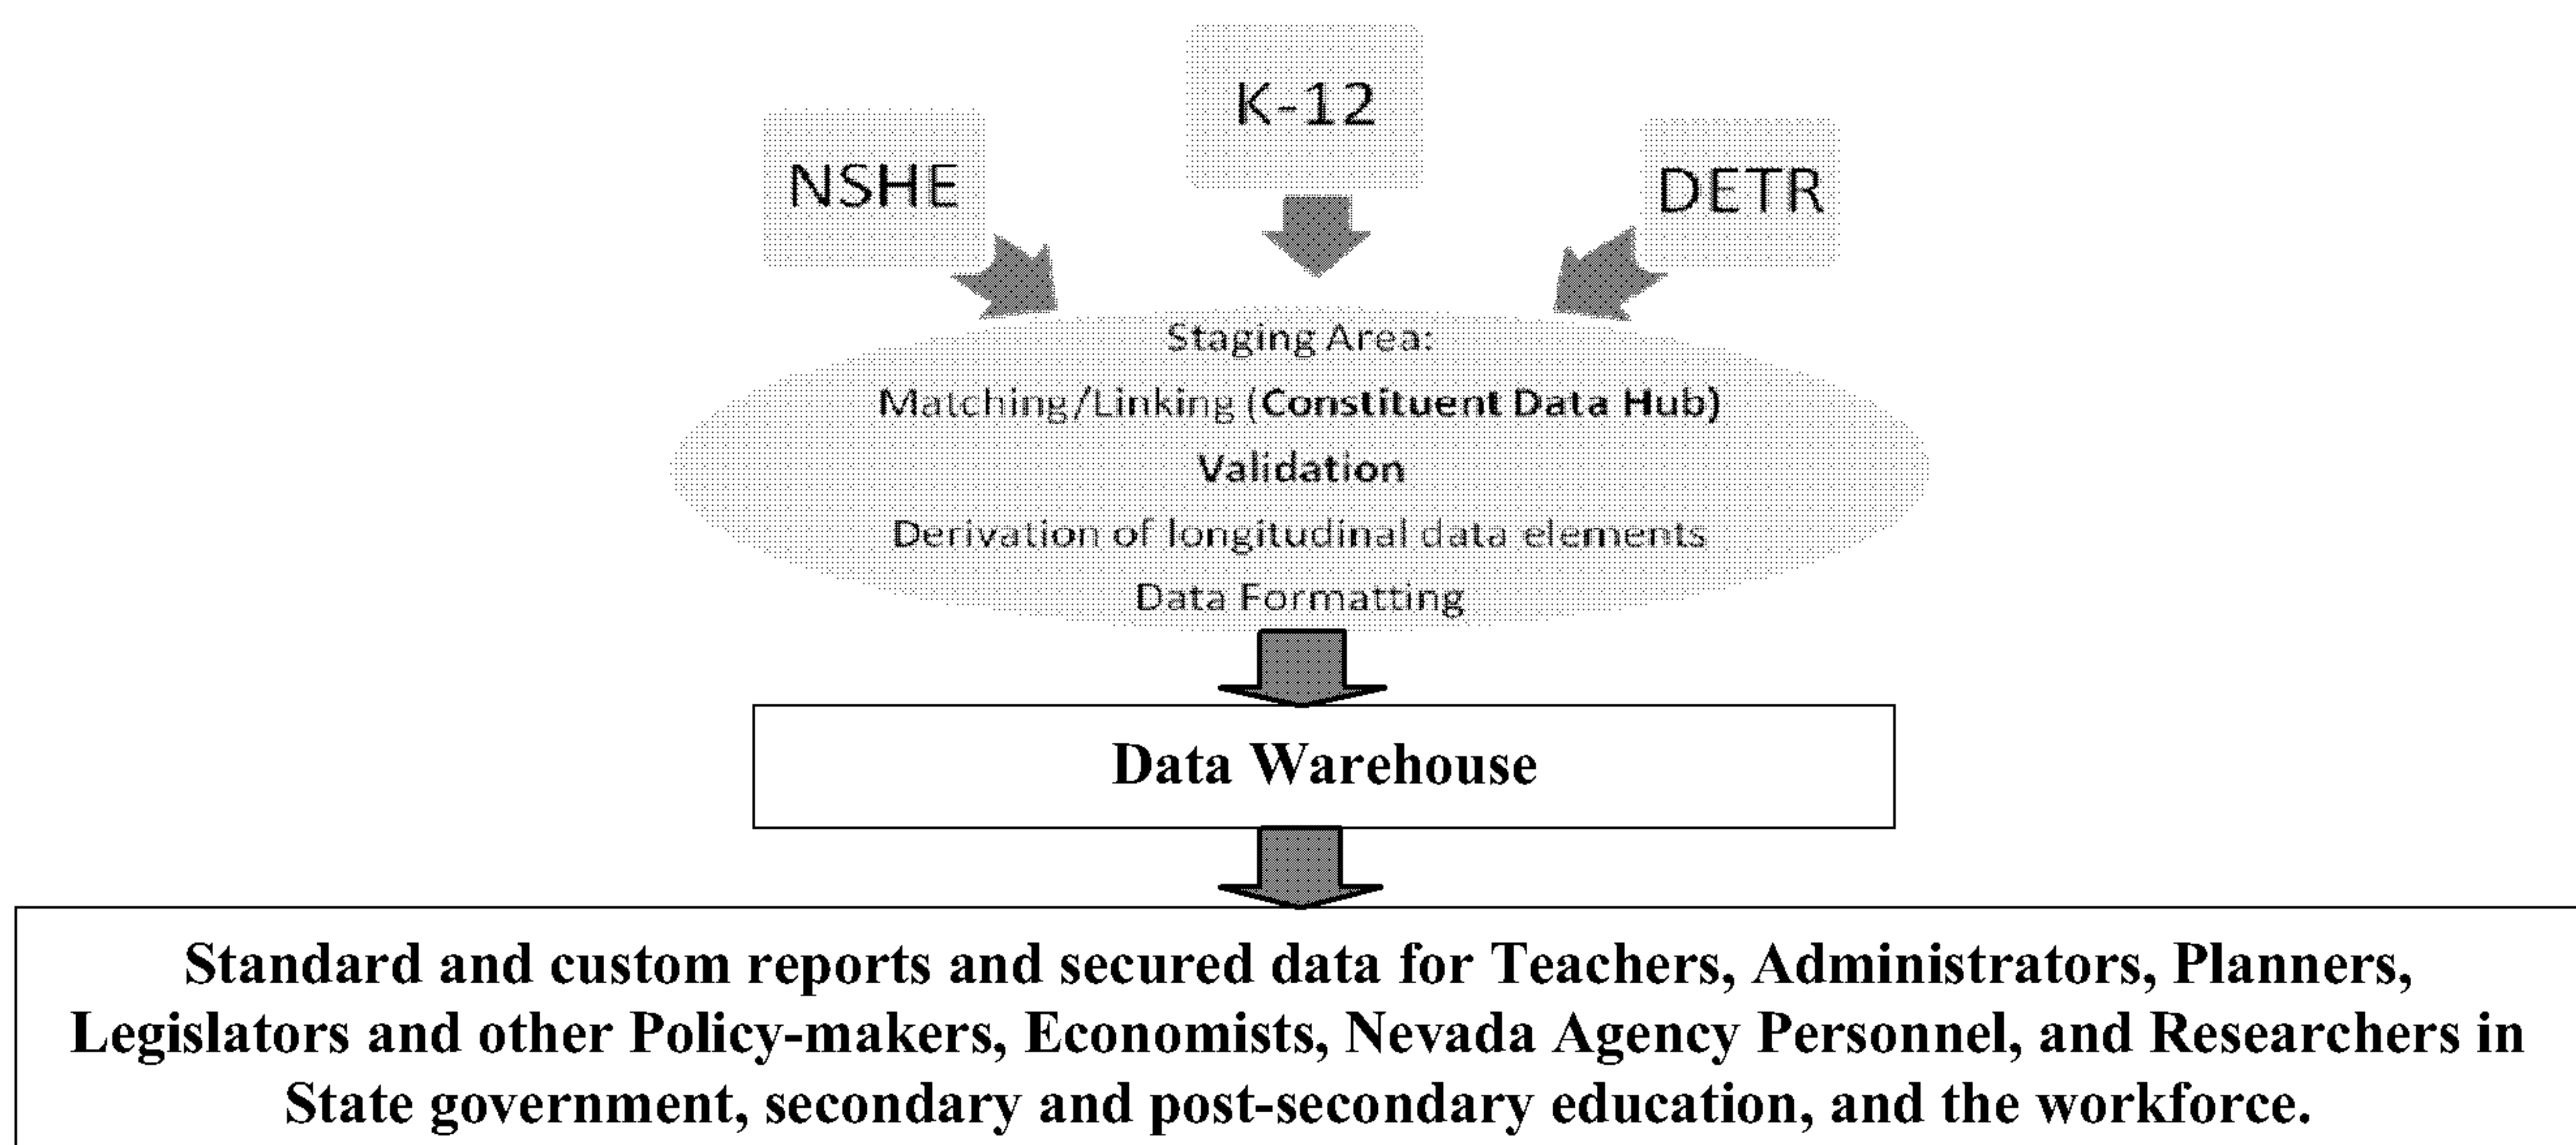 K-12
NSHE
DETR
Staging Area:
Matching/Linking (Constituent Data Hub)
Validation
Derivation of longitudinal data elements
Data Formatting
Data Warehouse
Standard and custom reports and secured data for Teachers, Administrators, Planners,
Legislators and other Policy-makers, Economists, Nevada Agency Personnel, and Researchers in
State government, secondary and post-secondary education, and the workforce.